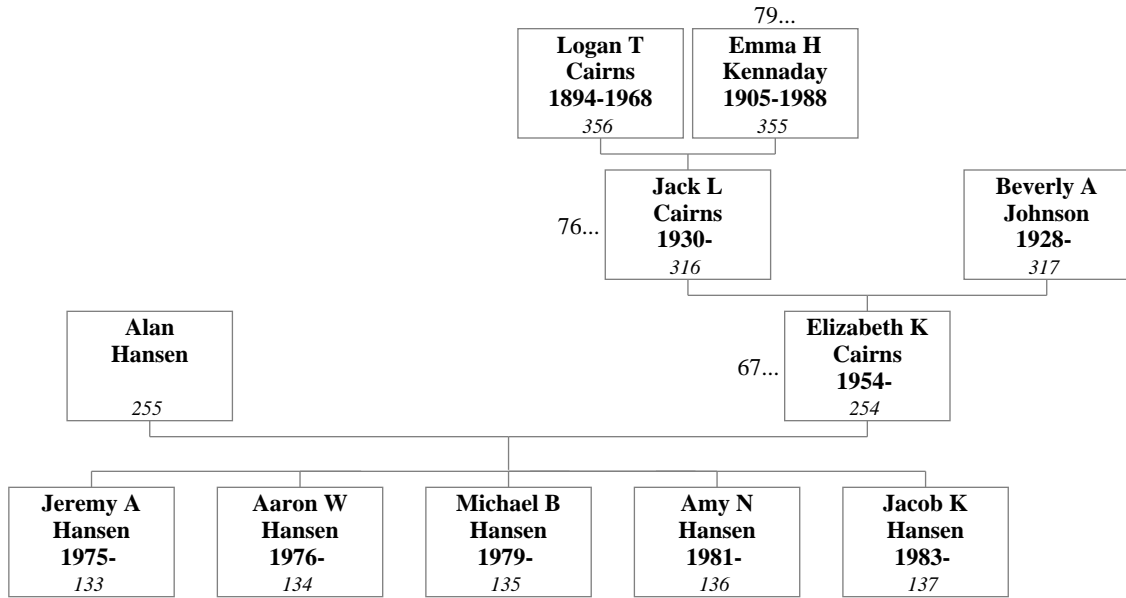 79...
Logan T
Cairns
1894-1968
356
Emma H
Kennaday
1905-1988
355
76...
Jack L
Cairns
1930-
316
Beverly A
Johnson
1928-
317
Alan
Hansen
255
67...
Elizabeth K
Cairns
1954-
254
Jeremy A
Hansen
1975-
133
Aaron W
Hansen
1976-
134
Michael B
Hansen
1979-
135
Amy N
Hansen
1981-
136
Jacob K
Hansen
1983-
137